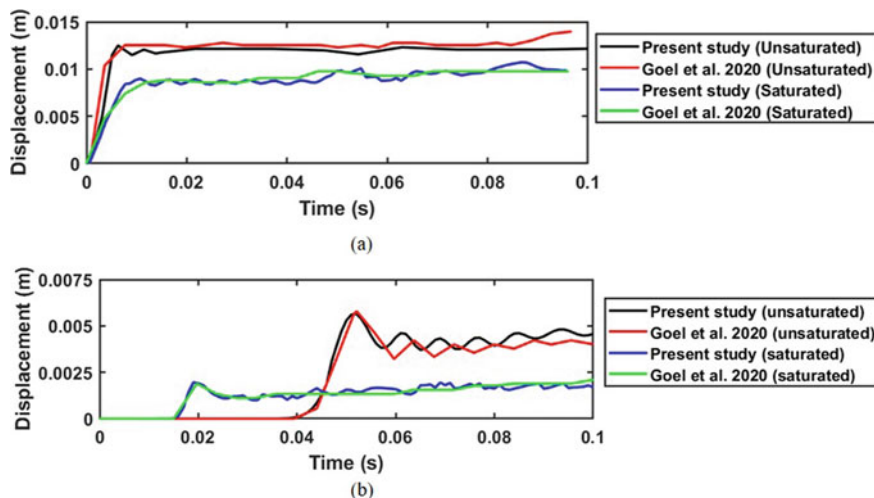 0.015
0.01
0.005
0
Displacement (m)
0
0.02
0.04
0.06
0.08
0.1
Time (s)
Present study (Unsaturated)
Goel et al. 2020 (Unsaturated)
Present study (Saturated)
Goel et al. 2020 (Saturated)
(a)
0.0075
0.005
0.0025
0
Displacement (m)
0
0.02
0.04
0.06
0.08
0.1
Time (s)
Present study (unsaturated)
Goel et al. 2020 (unsaturated)
Present study (saturated)
Goel et al. 2020 (saturated)
(b)